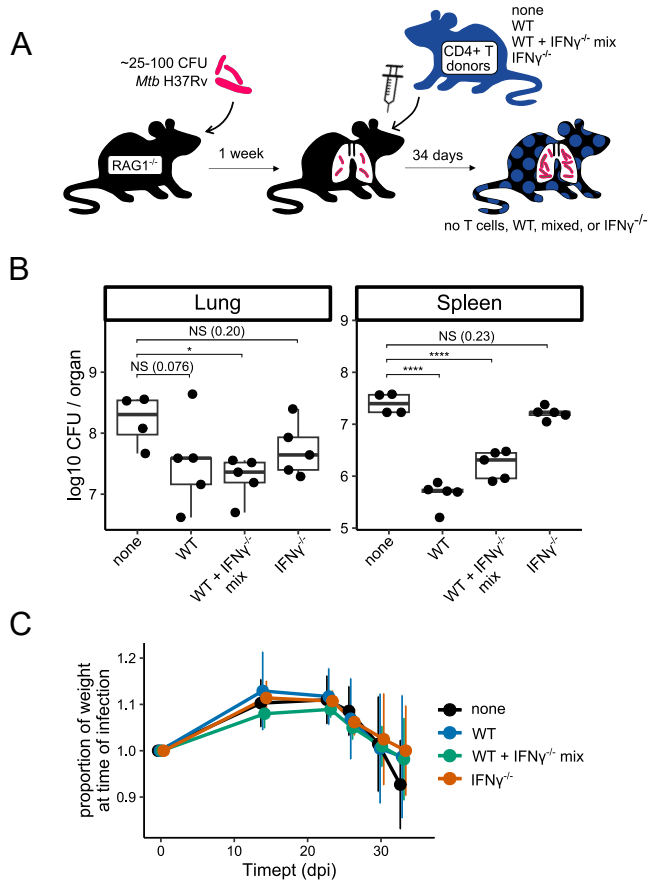 A
~25-100 CFU
Mtb H37Rv
none
WT
WT + IFNγ-/- mix
IFNγ-/-
CD4+ T
donors
RAG1-/-
1 week
34 days
no T cells, WT, mixed, or IFNγ-/-
B
Lung
Spleen
log10 CFU / organ
NS (0.20)
*
NS (0.076)
9
8
7
none
WT
WT + IFNγ-/-
mix
IFNγ-/-
NS (0.23)
****
****
9
8
7
6
5
none
WT
WT + IFNγ-/-
mix
IFNγ-/-
C
proportion of weight
at time of infection
1.2
1.1
1.0
0.9
0
10
20
30
Timept (dpi)
none
WT
WT + IFNγ-/- mix
IFNγ-/-